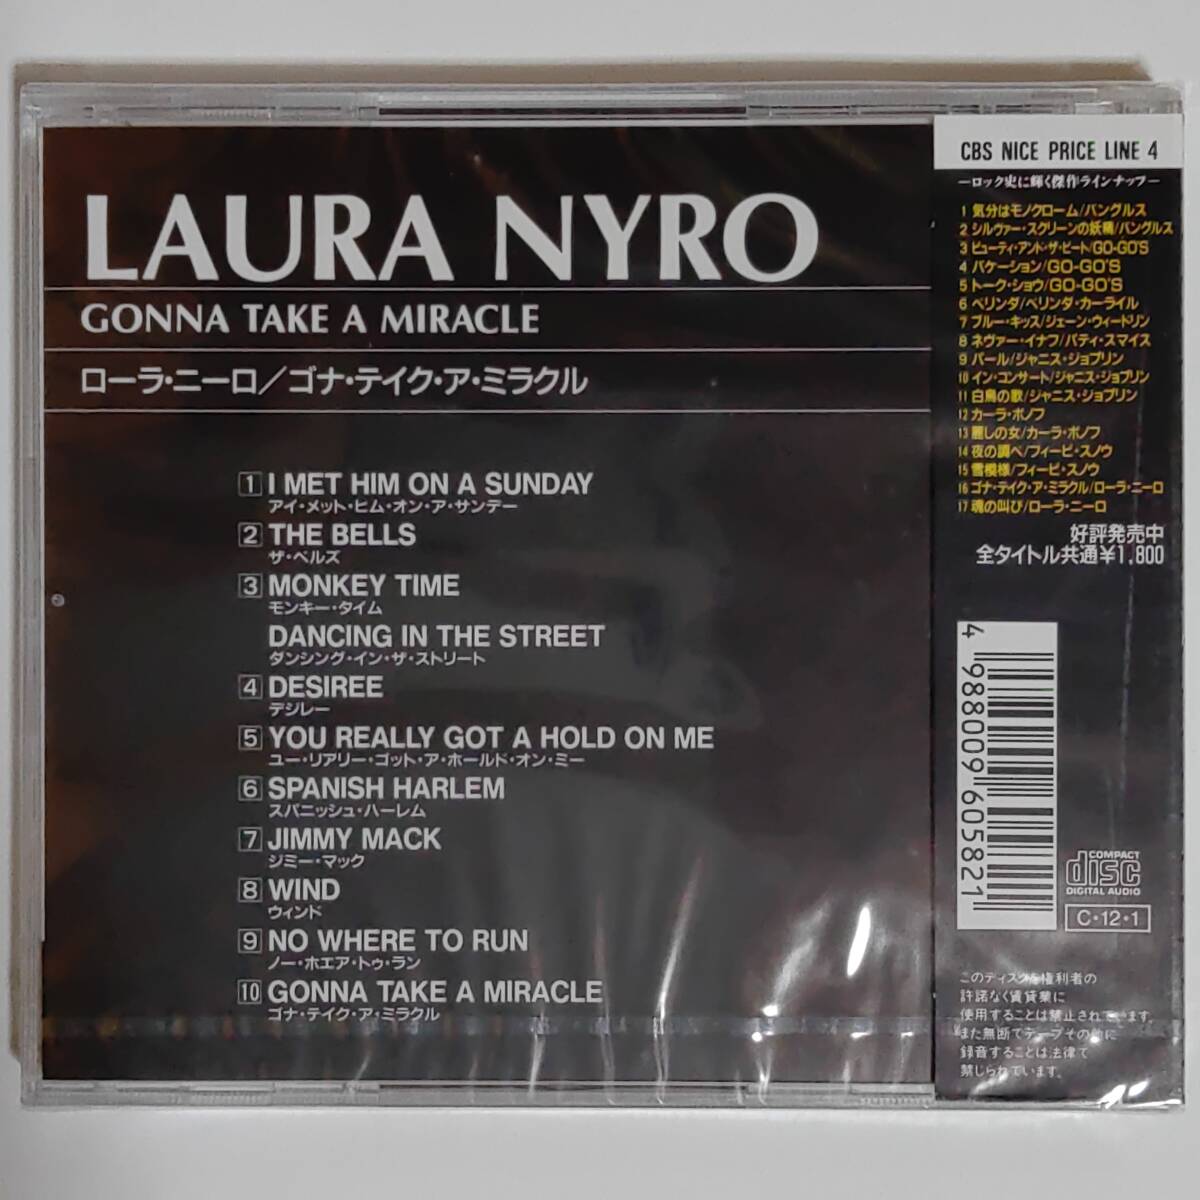 LAURA NYRO
GONNA TAKE A MIRACLE
ローラ・ニーロ/ゴナ・テイク・ア・ミラクル
1 I MET HIM ON A SUNDAY
アイ・メット・ヒム・オン・ア・サンデー
2 THE BELLS
ザ・ベルズ
3 MONKEY TIME
モンキー・タイム
DANCING IN THE STREET
ダンシング・イン・ザ・ストリート
4 DESIREE
デジレー
5 YOU REALLY GOT A HOLD ON ME
ユー・リアリー・ゴット・ア・ホールド・オン・ミー
6 SPANISH HARLEM
スパニッシュ・ハーレム
7 JIMMY MACK
ジミー・マック
8 WIND
ウィンド
9 NO WHERE TO RUN
ノー・ホエア・トゥ・ラン
10 GONNA TAKE A MIRACLE
ゴナ・テイク・ア・ミラクル
CBS NICE PRICE LINE 4
—ロック史に輝く傑作ラインナップ—
1 気分はモノクローム/バングルス
2 シルヴァー・スクリーンの妖精/バングルス
3 ビューティ・アンド・ザ・ビート/GO-GO'S
4 バケーション/GO-GO'S
5 トーク・ショウ/GO-GO'S
6 ベリンダ/ベリンダ・カーライル
7 ブルー・キッス/ジェーン・ウィードリン
8 ネヴァー・イナフ/パティ・スマイス
9 パール/ジャニス・ジョプリン
10 イン・コンサート/ジャニス・ジョプリン
11 白鳥の歌/ジャニス・ジョプリン
12 カーラ・ボノフ
13 麗しの女/カーラ・ボノフ
14 夜の調べ/フィービ・スノウ
15 雪模様/フィービ・スノウ
16 ゴナ・テイク・ア・ミラクル/ローラ・ニーロ
17 魂の叫び/ローラ・ニーロ
好評発売中
全タイトル共通¥1,800
4 988009 605821
COMPACT
disc
DIGITAL AUDIO
C・12・1
このディスクを権利者の
許諾なく賃貸業に
使用することは禁止されています。
また無断でテープその他に
録音することは法律で
禁じられています。